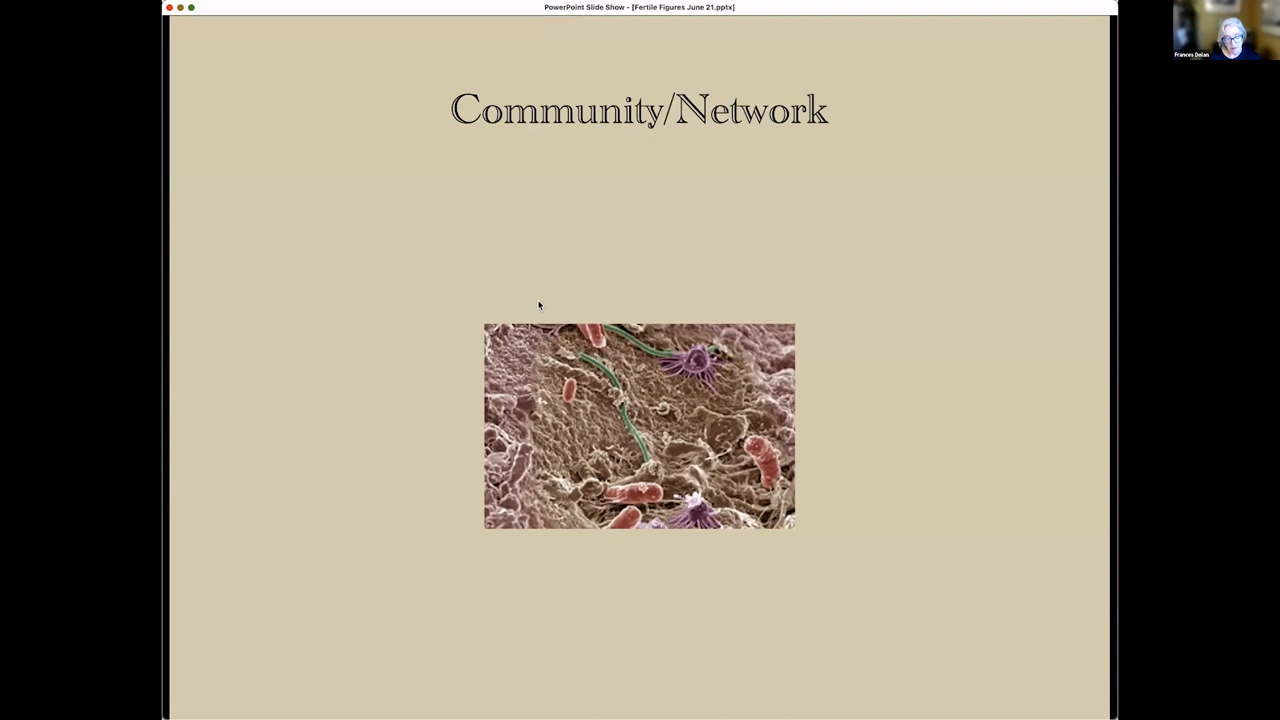 PowerPoint Slide Show - [Fertile Figures June 21.pptx]
Frances Dolan
Community/Network